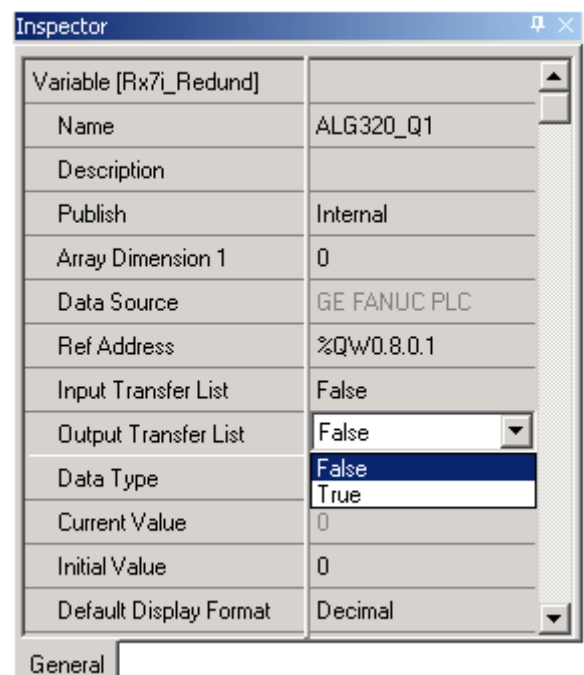 Inspector
Variable [Rx7i_Redund]
Name ALG320_Q1
Description
Publish Internal
Array Dimension 1 0
Data Source GE FANUC PLC
Ref Address %QW0.8.0.1
Input Transfer List False
Output Transfer List False
Data Type False
True
Current Value 0
Initial Value 0
Default Display Format Decimal
General